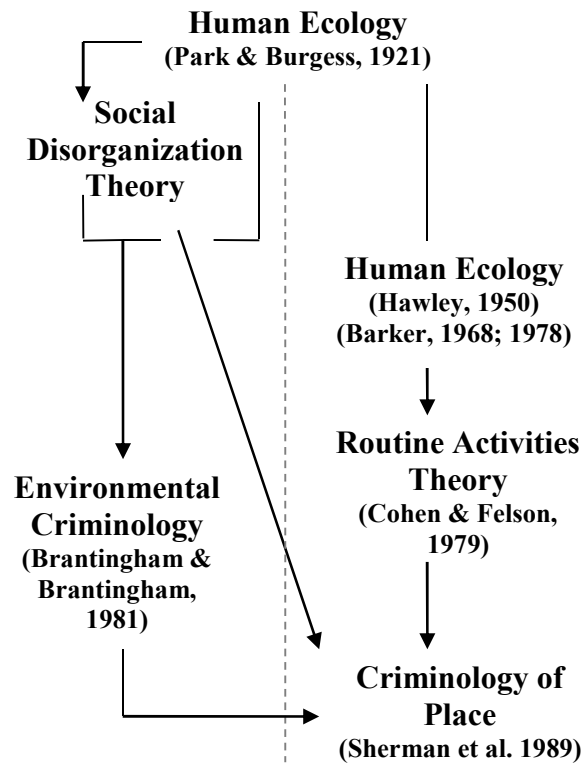 Human Ecology
(Park & Burgess, 1921)
Social
Disorganization
Theory
Human Ecology
(Hawley, 1950)
(Barker, 1968; 1978)
Routine Activities
Theory
(Cohen & Felson,
1979)
Environmental
Criminology
(Brantingham &
Brantingham,
1981)
Criminology of
Place
(Sherman et al. 1989)